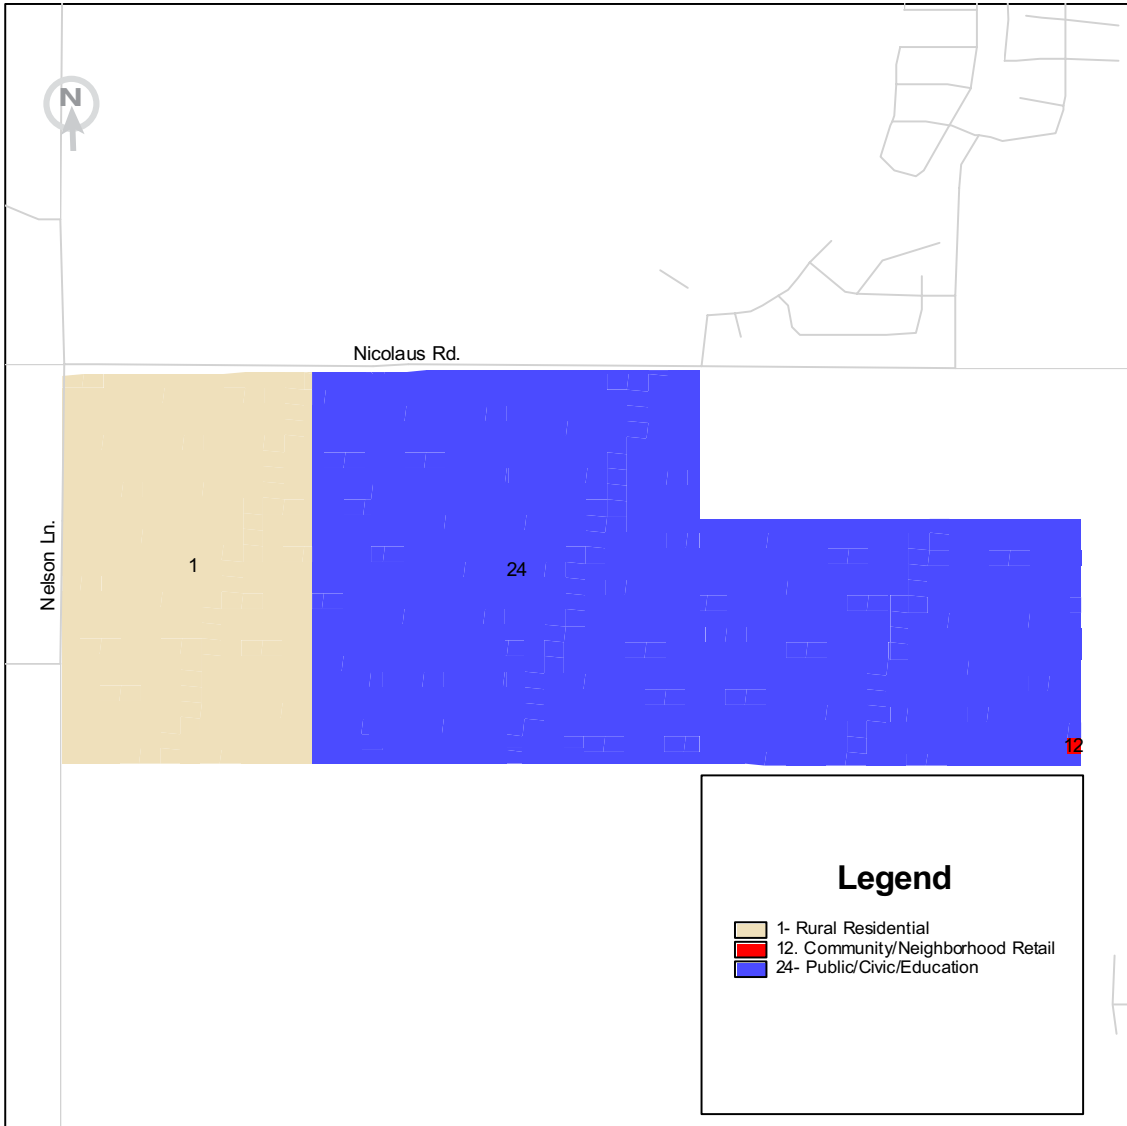 N
Nicolaus Rd.
Nelson Ln.
1
24
12
Legend
1- Rural Residential
12. Community/Neighborhood Retail
24- Public/Civic/Education